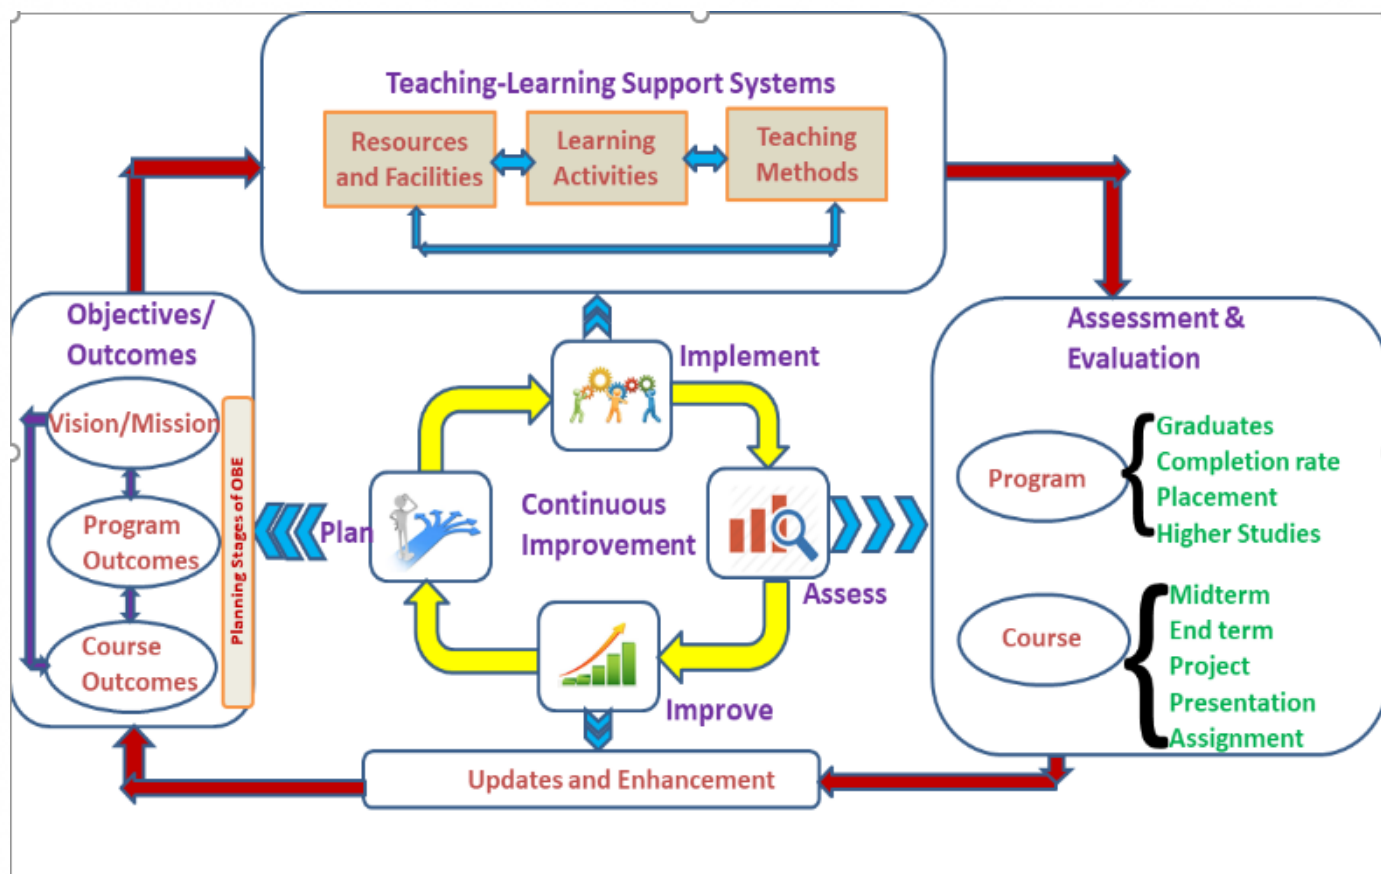 Teaching-Learning Support Systems
Resources
and Facilities
Learning
Activities
Teaching
Methods
Objectives/
Outcomes
Vision/Mission
Program
Outcomes
Course
Outcomes
Planning Stages of OBE
Plan
Implement
Continuous
Improvement
Assess
Improve
Updates and Enhancement
Assessment &
Evaluation
Program
Graduates
Completion rate
Placement
Higher Studies
Course
Midterm
End term
Project
Presentation
Assignment